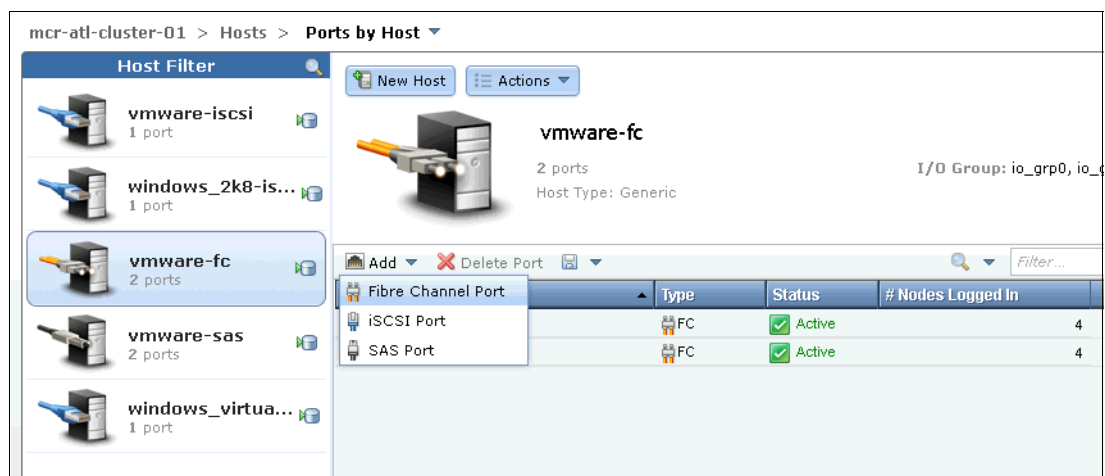 mcr-atl-cluster-01 > Hosts > Ports by Host
Host Filter
vmware-iscsi
1 port
windows_2k8-is...
1 port
vmware-fc
2 ports
vmware-sas
2 ports
windows_virtua...
1 port
New Host
Actions
vmware-fc
2 ports
Host Type: Generic
I/O Group: io_grp0,
Add
Delete Port
Filter...
Fibre Channel Port
iSCSI Port
SAS Port
Type Status # Nodes Logged In
FC Active 4
FC Active 4